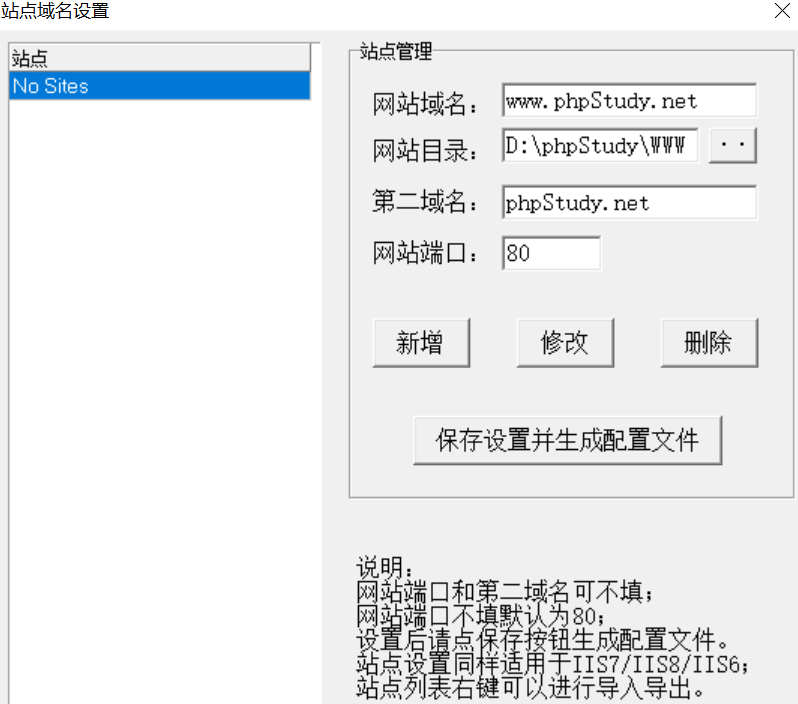 站点域名设置
站点
No Sites
站点管理
网站域名：
www.phpStudy.net
网站目录：
D:\phpStudy\WWW
..
第二域名：
phpStudy.net
网站端口：
80
新增
修改
删除
保存设置并生成配置文件
说明：
网站端口和第二域名可不填；
网站端口不填默认为80；
设置后请点保存按钮生成配置文件。
站点设置同样适用于IIS7/IIS8/IIS6；
站点列表右键可以进行导入导出。